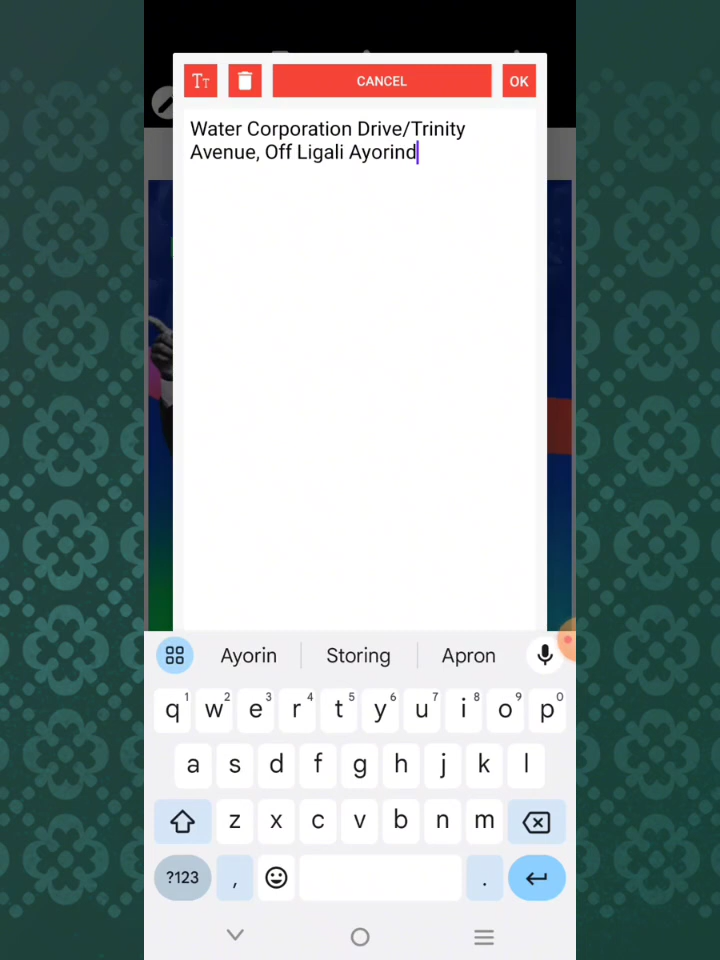 Tт CANCEL OK
Water Corporation Drive/Trinity
Avenue, Off Ligali Ayorind
Ayorin Storing Apron
q1 w2 e3 r4 t5 y6 u7 i8 o9 p0
a s d f g h j k l
z x c v b n m
?123 , .